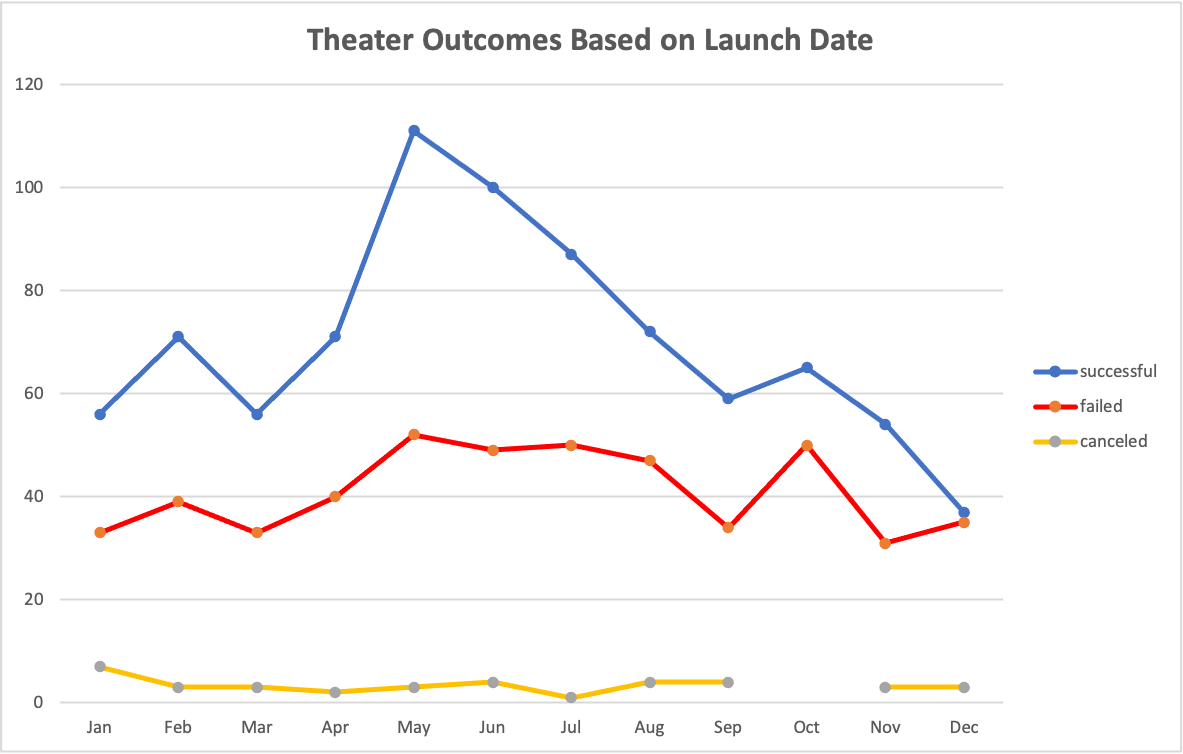 Theater Outcomes Based on Launch Date
120
100
80
60
40
20
0
Jan Feb Mar Apr May Jun Jul Aug Sep Oct Nov Dec
successful
failed
canceled